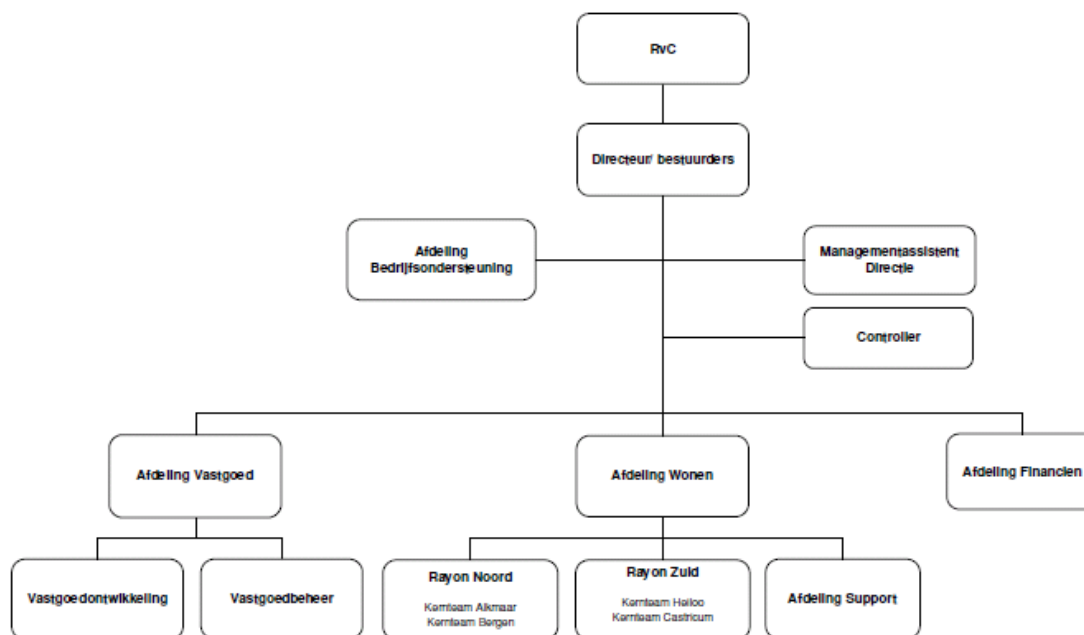 RvC
Directeur/ bestuurders
Afdeling
Bedrijfsondersteuning
Managementassistent
Directie
Controller
Afdeling Vastgoed
Afdeling Wonen
Afdeling Financien
Vastgoedontwikkeling
Vastgoedbeheer
Rayon Noord
Kernteam Alkmaar
Kernteam Bergen
Rayon Zuid
Kernteam Heiloo
Kernteam Castricum
Afdeling Support